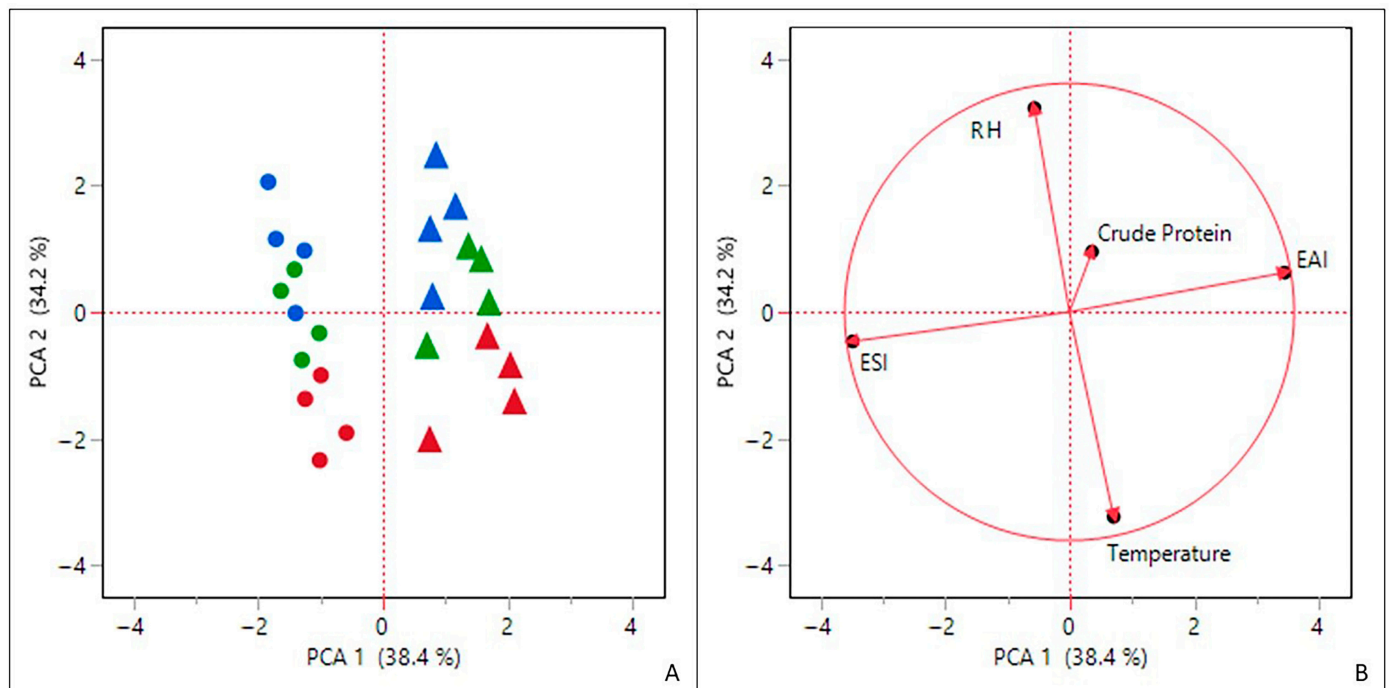 4
2
0
−2
−4
PCA 2 (34.2 %)
−4
−2
0
2
4
PCA 1 (38.4 %)
A
4
2
0
−2
−4
PCA 2 (34.2 %)
RH
Crude Protein
EAI
ESI
Temperature
−4
−2
0
2
4
PCA 1 (38.4 %)
B